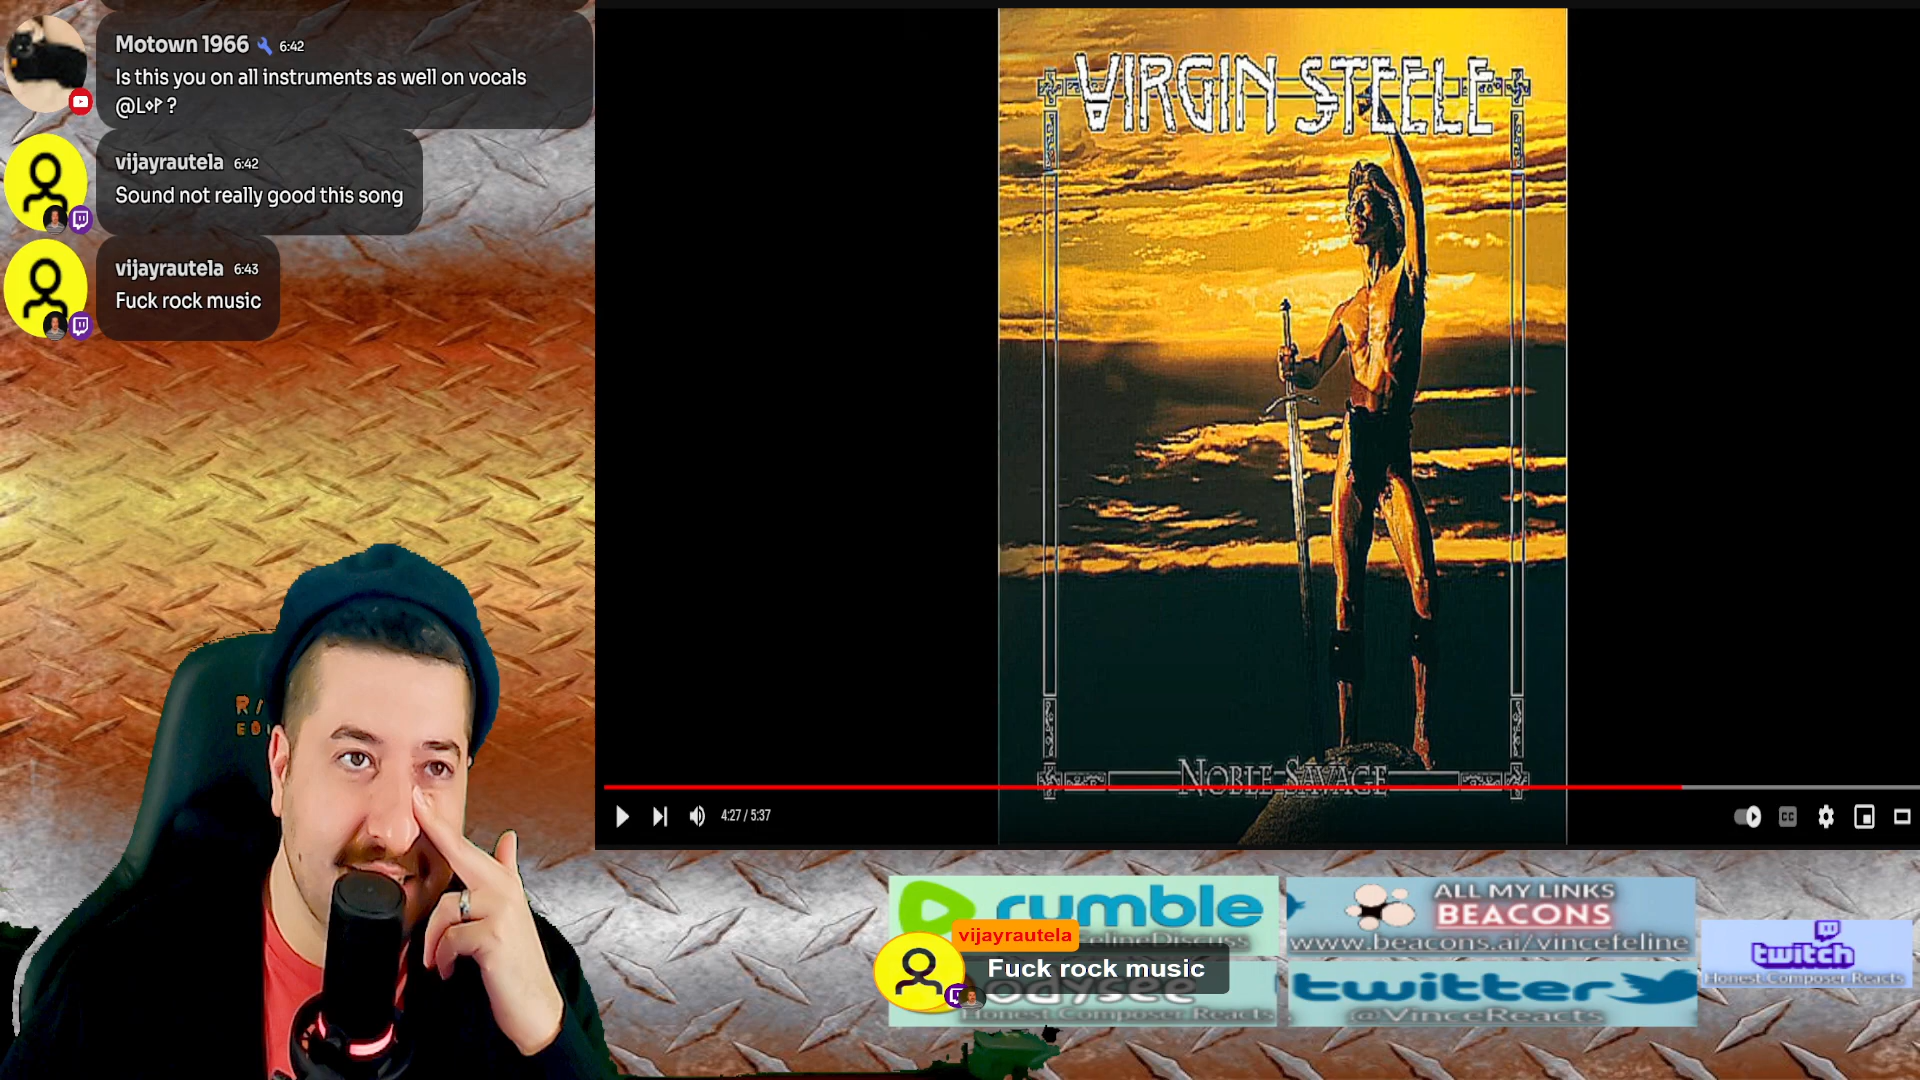 Motown 1966 6:42
Is this you on all instruments as well on vocals
vijayrautela 6:42
Sound not really good this song
vijayrautela 6:43
Fuck rock music
VIRGIN STEELE
NOBLE SAVAGE
4:27 / 5:37
CC
rumble
vijayrautela
Fuck rock music
odysee
Honest Composer Reacts
ALL MY LINKS
BEACONS
www.beacons.ai/vincefeline
twitter
@VinceReacts
twitch
Honest Composer Reacts